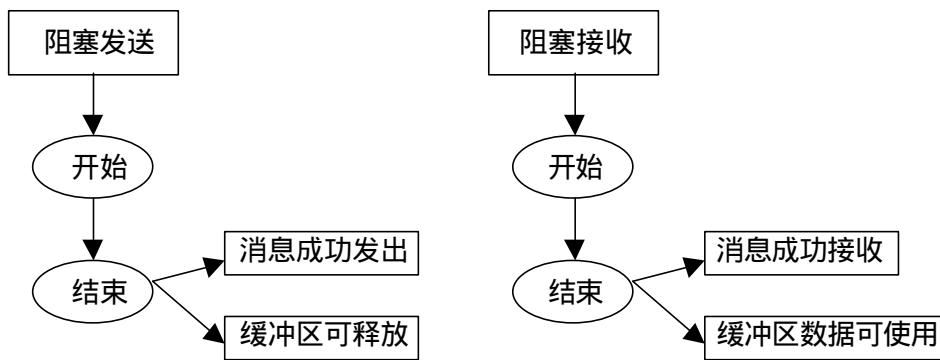 阻塞发送
开始
结束
消息成功发出
缓冲区可释放
阻塞接收
开始
结束
消息成功接收
缓冲区数据可使用